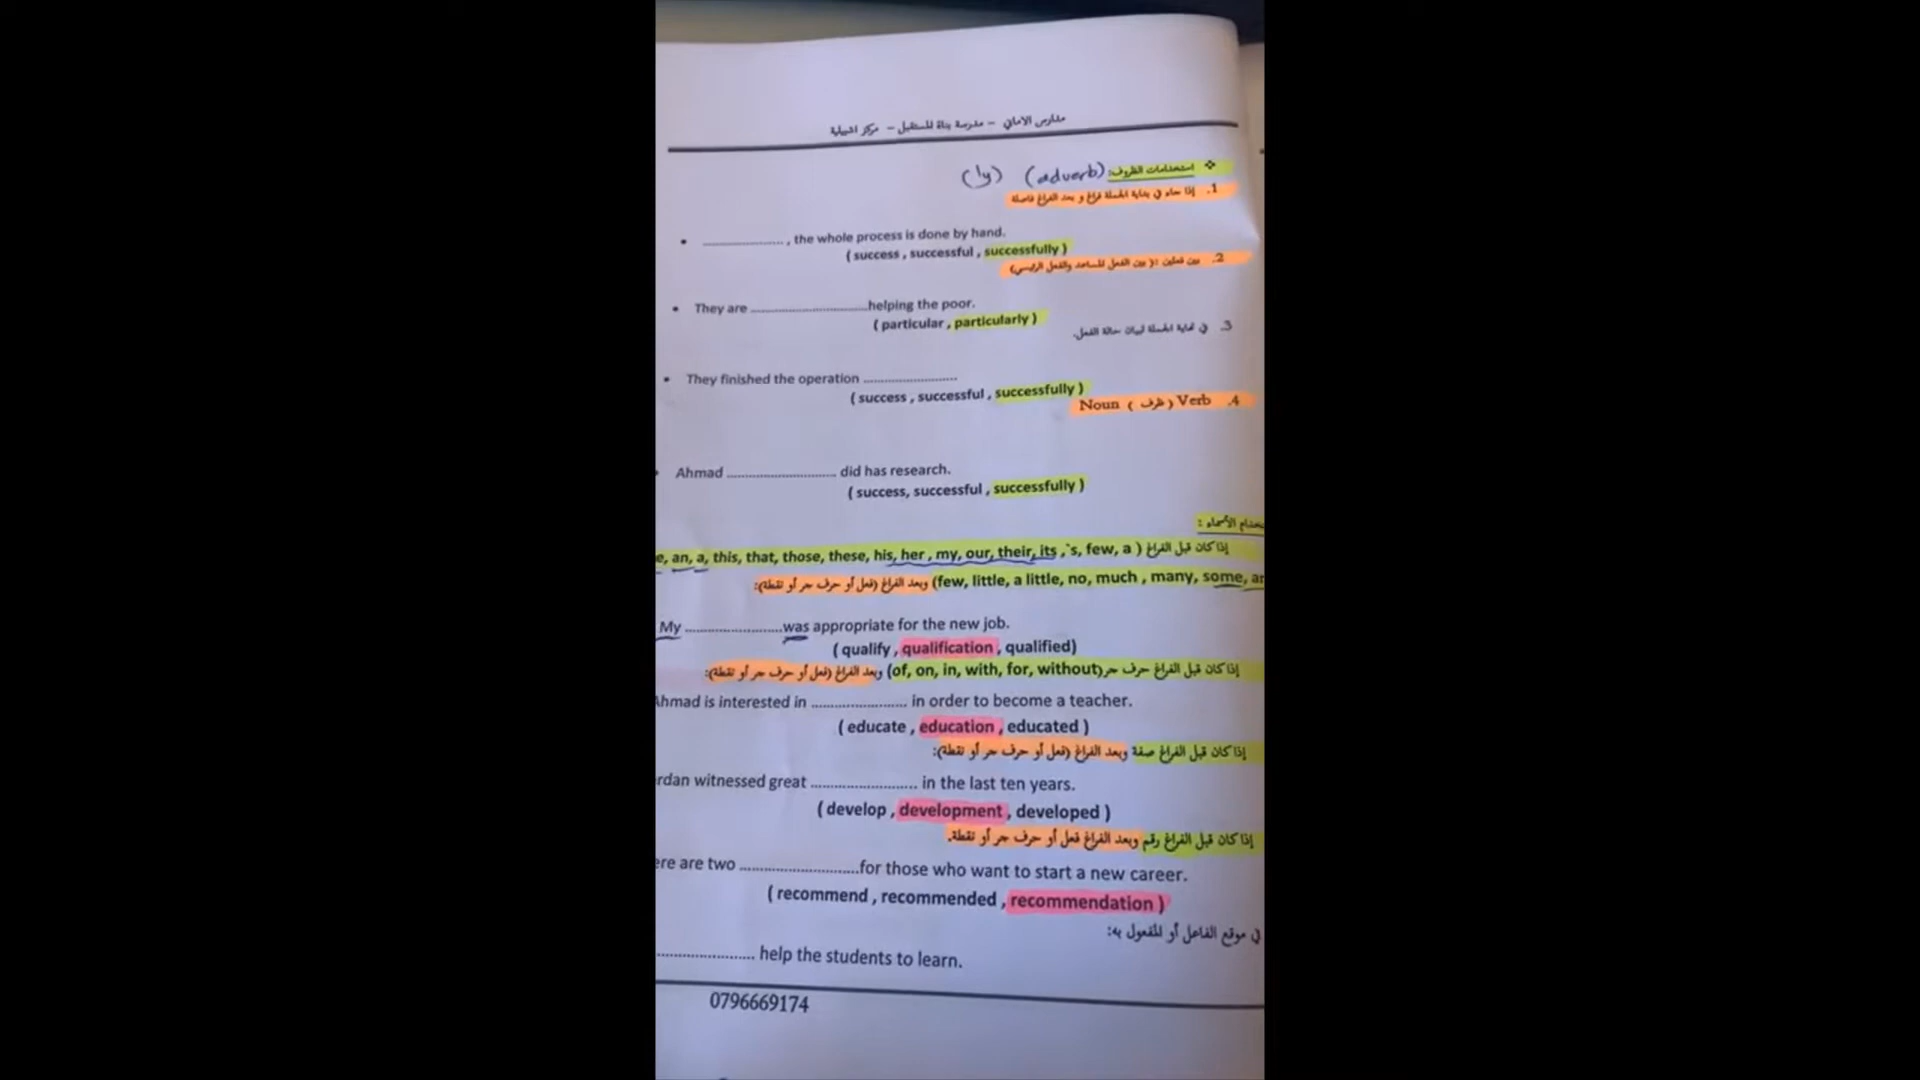 مدارس الاماني – مدرسة بناة المستقبل – مركز اشبيلية
❖ استخدامات الظروف: (adverb) (ly)
1. إذا جاء في بداية الجملة فراغ و بعد الفراغ فاصلة
• .................... , the whole process is done by hand.
( success , successful , successfully )
2. بين فعلين :( بين الفعل المساعد والفعل الرئيسي)
• They are .............................helping the poor.
( particular , particularly )
3. في نهاية الجملة لبيان حالة الفعل.
• They finished the operation ........................
( success , successful , successfully )
4. Noun ( ظرف ) Verb
• Ahmad ........................... did has research.
( success, successful , successfully )
خدام الأسماء :
إذا كان قبل الفراغ ( e, an, a, this, that, those, these, his, her , my, our, their, its ,`s, few, a
few, little, a little, no, much , many, some, an) وبعد الفراغ (فعل أو حرف جر أو نقطة):
My .........................was appropriate for the new job.
( qualify , qualification , qualified)
إذا كان قبل الفراغ حرف جر(of, on, in, with, for, without) وبعد الفراغ (فعل أو حرف جر أو نقطة):
Ahmad is interested in ........................ in order to become a teacher.
( educate , education , educated )
إذا كان قبل الفراغ صفة وبعد الفراغ (فعل أو حرف جر أو نقطة):
rdan witnessed great ........................... in the last ten years.
( develop , development , developed )
إذا كان قبل الفراغ رقم وبعد الفراغ فعل أو حرف جر أو نقطة.
ere are two ..............................for those who want to start a new career.
( recommend , recommended , recommendation )
في موقع الفاعل أو المفعول به:
......................... help the students to learn.
0796669174